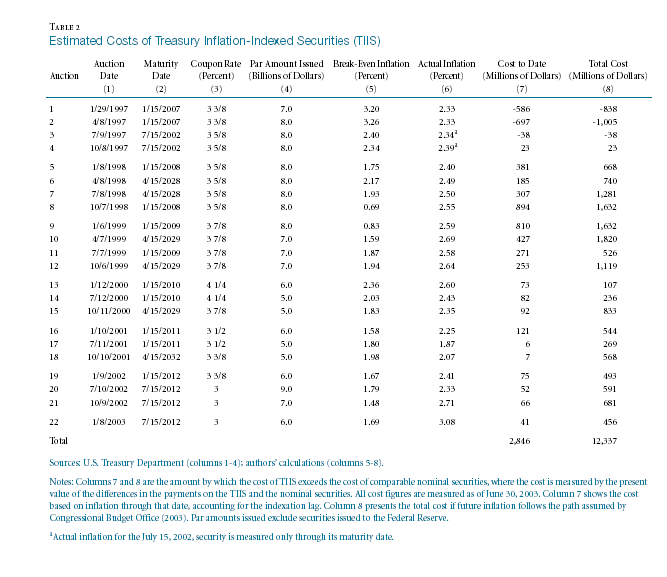 TABLE 2
Estimated Costs of Treasury Inflation-Indexed Securities (TIIS)
Auction Auction Date (1) Maturity Date (2) Coupon Rate (Percent) (3) Par Amount Issued (Billions of Dollars) (4) Break-Even Inflation (Percent) (5) Actual Inflation (Percent) (6) Cost to Date (Millions of Dollars) (7) Total Cost (Millions of Dollars) (8)
1 1/29/1997 1/15/2007 3 3/8 7.0 3.20 2.33 -586 -838
2 4/8/1997 1/15/2007 3 3/8 8.0 3.26 2.33 -697 -1,005
3 7/9/1997 7/15/2002 3 5/8 8.0 2.40 2.34a -38 -38
4 10/8/1997 7/15/2002 3 5/8 8.0 2.34 2.39a 23 23
5 1/8/1998 1/15/2008 3 5/8 8.0 1.75 2.40 381 668
6 4/8/1998 4/15/2028 3 5/8 8.0 2.17 2.49 185 740
7 7/8/1998 4/15/2028 3 5/8 8.0 1.93 2.50 307 1,281
8 10/7/1998 1/15/2008 3 5/8 8.0 0.69 2.55 894 1,632
9 1/6/1999 1/15/2009 3 7/8 8.0 0.83 2.59 810 1,632
10 4/7/1999 4/15/2029 3 7/8 7.0 1.59 2.69 427 1,820
11 7/7/1999 1/15/2009 3 7/8 7.0 1.87 2.58 271 526
12 10/6/1999 4/15/2029 3 7/8 7.0 1.94 2.64 253 1,119
13 1/12/2000 1/15/2010 4 1/4 6.0 2.36 2.60 73 107
14 7/12/2000 1/15/2010 4 1/4 5.0 2.03 2.43 82 236
15 10/11/2000 4/15/2029 3 7/8 5.0 1.83 2.35 92 833
16 1/10/2001 1/15/2011 3 1/2 6.0 1.58 2.25 121 544
17 7/11/2001 1/15/2011 3 1/2 5.0 1.80 1.87 6 269
18 10/10/2001 4/15/2032 3 3/8 5.0 1.98 2.07 7 568
19 1/9/2002 1/15/2012 3 3/8 6.0 1.67 2.41 75 493
20 7/10/2002 7/15/2012 3 9.0 1.79 2.33 52 591
21 10/9/2002 7/15/2012 3 7.0 1.48 2.71 66 681
22 1/8/2003 7/15/2012 3 6.0 1.69 3.08 41 456
Total 2,846 12,337
Sources: U.S. Treasury Department (columns 1-4); authors' calculations (columns 5-8).
Notes: Columns 7 and 8 are the amount by which the cost of TIIS exceeds the cost of comparable nominal securities, where the cost is measured by the present
value of the differences in the payments on the TIIS and the nominal securities. All cost figures are measured as of June 30, 2003. Column 7 shows the cost
based on inflation through that date, accounting for the indexation lag. Column 8 presents the total cost if future inflation follows the path assumed by
Congressional Budget Office (2003). Par amounts issued exclude securities issued to the Federal Reserve.
aActual inflation for the July 15, 2002, security is measured only through its maturity date.